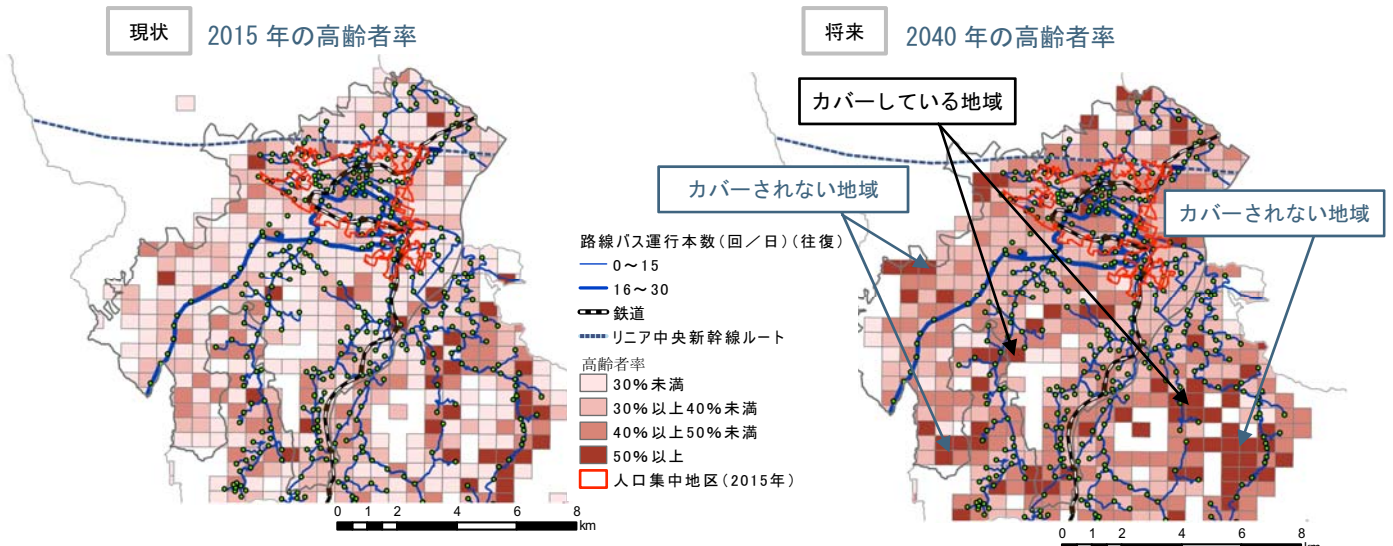 現状
2015 年の高齢者率
将来
2040 年の高齢者率
カバーしている地域
カバーされない地域
カバーされない地域
路線バス運行本数(回/日)(往復)
0~15
16~30
鉄道
リニア中央新幹線ルート
高齢者率
30%未満
30%以上40%未満
40%以上50%未満
50%以上
人口集中地区(2015年)
0 2 4 6 8
km
0 2 4 6 8
km